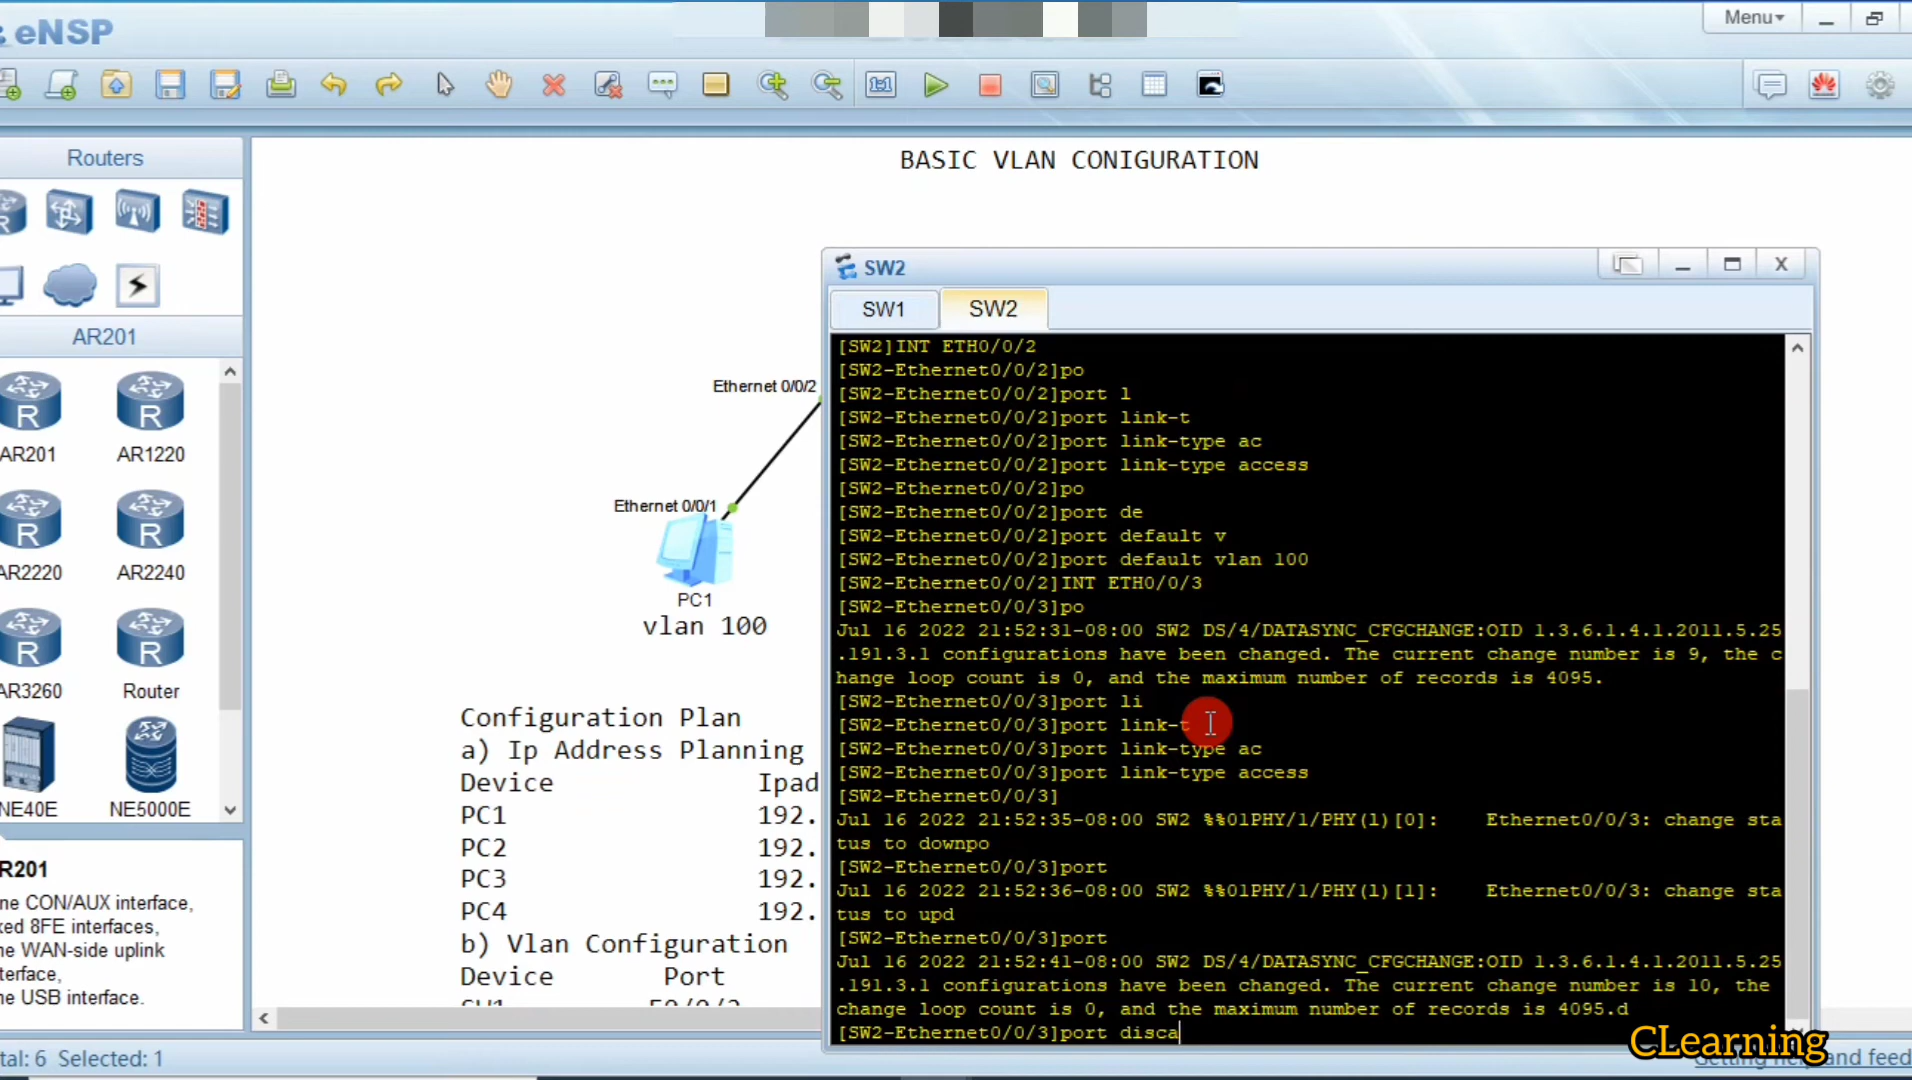 eNSP
Menu
Routers
AR201
AR201
AR1220
AR2220
AR2240
AR3260
Router
NE40E
NE5000E
R201
ne CON/AUX interface,
xed 8FE interfaces,
ne WAN-side uplink
terface,
ne USB interface.
BASIC VLAN CONIGURATION
Ethernet 0/0/2
Ethernet 0/0/1
PC1
vlan 100
Configuration Plan
a) Ip Address Planning
Device Ipad
PC1 192.
PC2 192.
PC3 192.
PC4 192.
b) Vlan Configuration
Device Port
SW2
SW1 SW2
[SW2]INT ETH0/0/2
[SW2-Ethernet0/0/2]po
[SW2-Ethernet0/0/2]port l
[SW2-Ethernet0/0/2]port link-t
[SW2-Ethernet0/0/2]port link-type ac
[SW2-Ethernet0/0/2]port link-type access
[SW2-Ethernet0/0/2]po
[SW2-Ethernet0/0/2]port de
[SW2-Ethernet0/0/2]port default v
[SW2-Ethernet0/0/2]port default vlan 100
[SW2-Ethernet0/0/2]INT ETH0/0/3
[SW2-Ethernet0/0/3]po
Jul 16 2022 21:52:31-08:00 SW2 DS/4/DATASYNC_CFGCHANGE:OID 1.3.6.1.4.1.2011.5.25
.191.3.1 configurations have been changed. The current change number is 9, the c
hange loop count is 0, and the maximum number of records is 4095.
[SW2-Ethernet0/0/3]port li
[SW2-Ethernet0/0/3]port link-t
[SW2-Ethernet0/0/3]port link-type ac
[SW2-Ethernet0/0/3]port link-type access
[SW2-Ethernet0/0/3]
Jul 16 2022 21:52:35-08:00 SW2 %%01PHY/1/PHY(l)[0]: Ethernet0/0/3: change sta
tus to downpo
[SW2-Ethernet0/0/3]port
Jul 16 2022 21:52:36-08:00 SW2 %%01PHY/1/PHY(l)[1]: Ethernet0/0/3: change sta
tus to upd
[SW2-Ethernet0/0/3]port
Jul 16 2022 21:52:41-08:00 SW2 DS/4/DATASYNC_CFGCHANGE:OID 1.3.6.1.4.1.2011.5.25
.191.3.1 configurations have been changed. The current change number is 10, the
change loop count is 0, and the maximum number of records is 4095.d
[SW2-Ethernet0/0/3]port disca
CLearning
tal: 6 Selected: 1
and feed